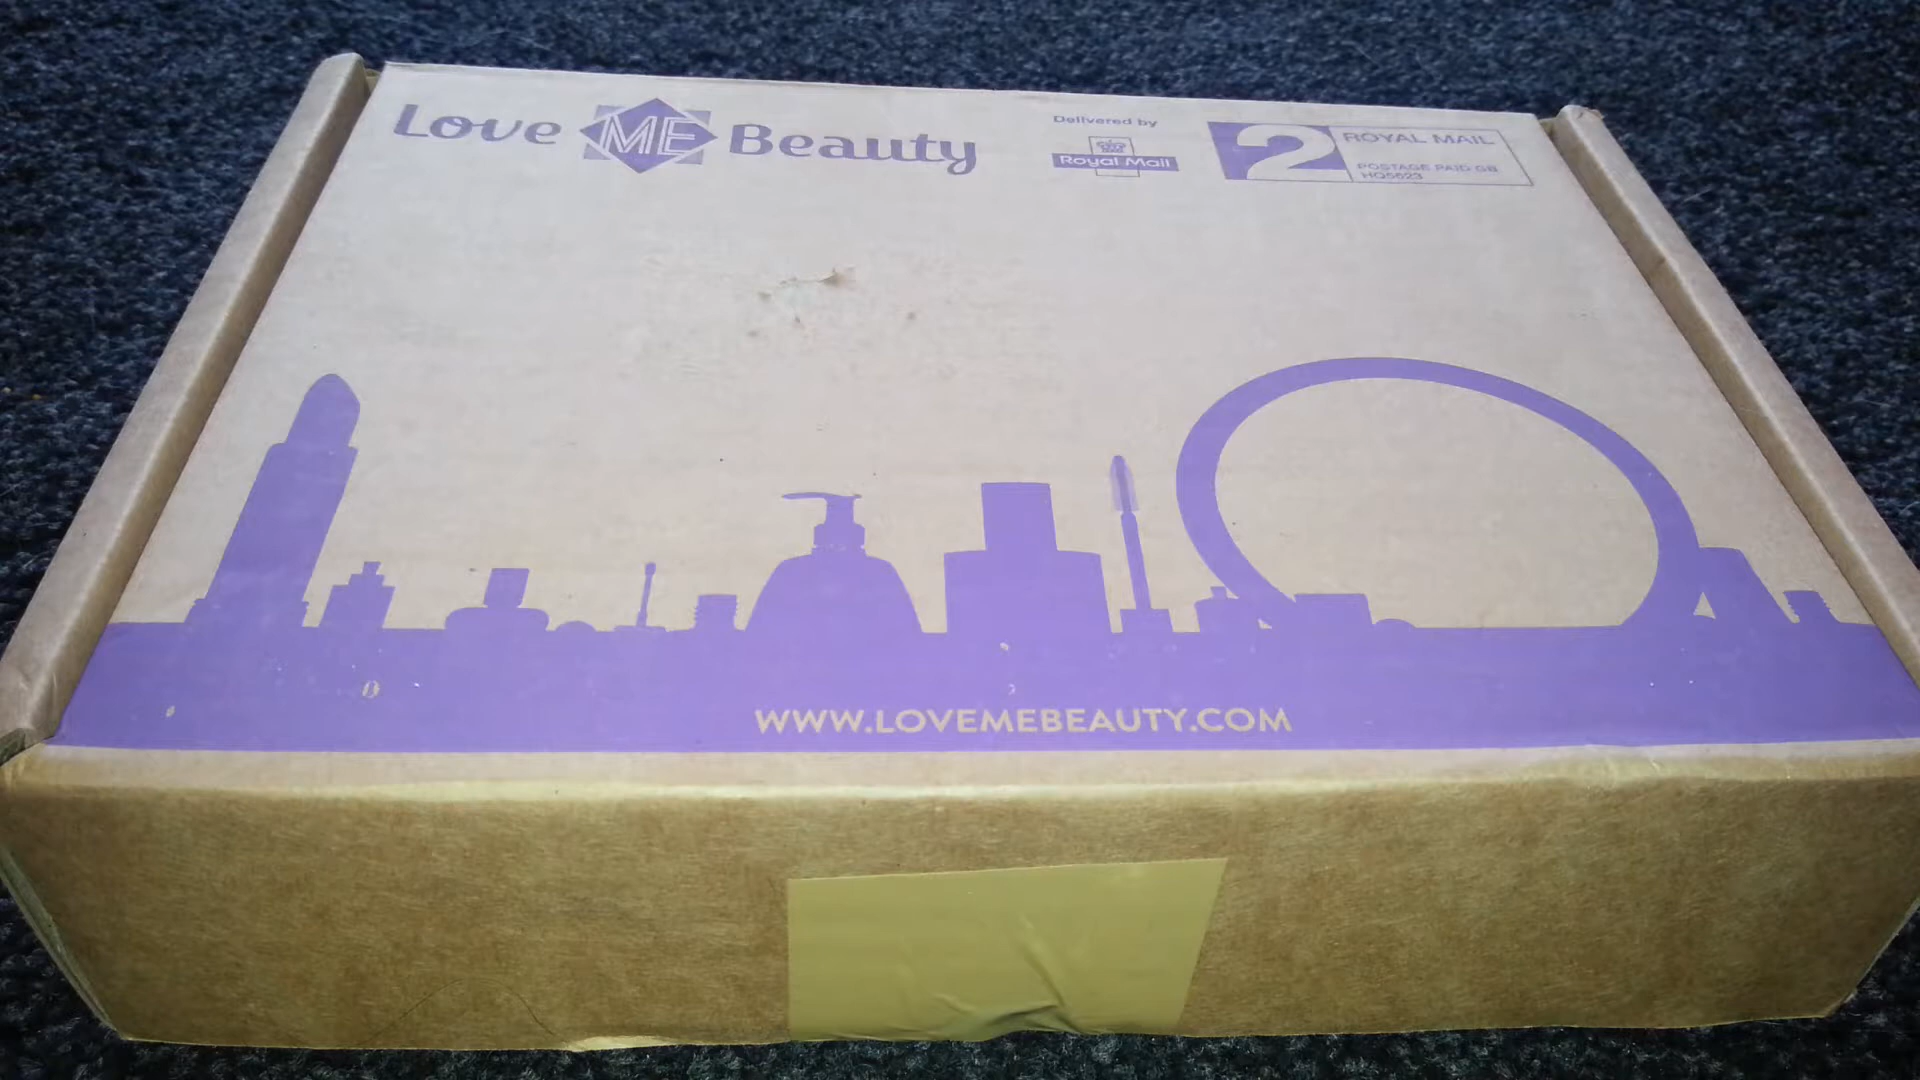 Love ME Beauty
Delivered by
Royal Mail
2
ROYAL MAIL
POSTAGE PAID GB
HQ5623
WWW.LOVEMEBEAUTY.COM